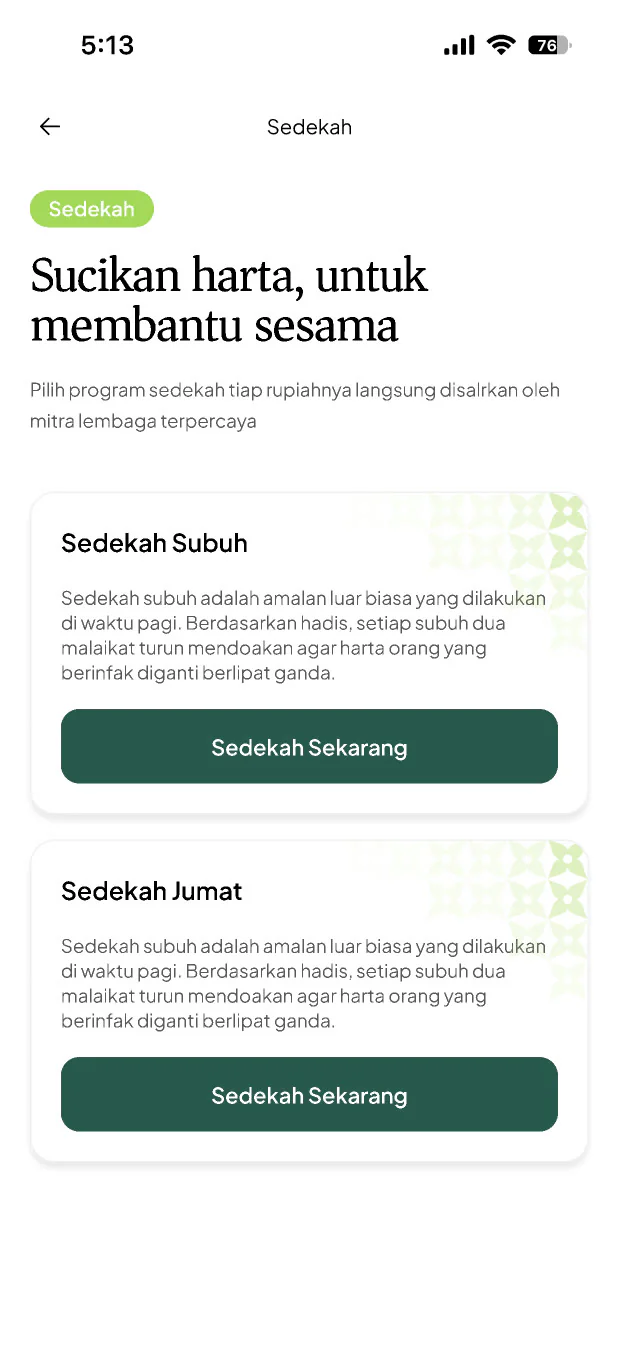 5:13
76
Sedekah
Sedekah
Sucikan harta, untuk
membantu sesama
Pilih program sedekah tiap rupiahnya langsung disalrkan oleh
mitra lembaga terpercaya
Sedekah Subuh
Sedekah subuh adalah amalan luar biasa yang dilakukan
di waktu pagi. Berdasarkan hadis, setiap subuh dua
malaikat turun mendoakan agar harta orang yang
berinfak diganti berlipat ganda.
Sedekah Sekarang
Sedekah Jumat
Sedekah subuh adalah amalan luar biasa yang dilakukan
di waktu pagi. Berdasarkan hadis, setiap subuh dua
malaikat turun mendoakan agar harta orang yang
berinfak diganti berlipat ganda.
Sedekah Sekarang